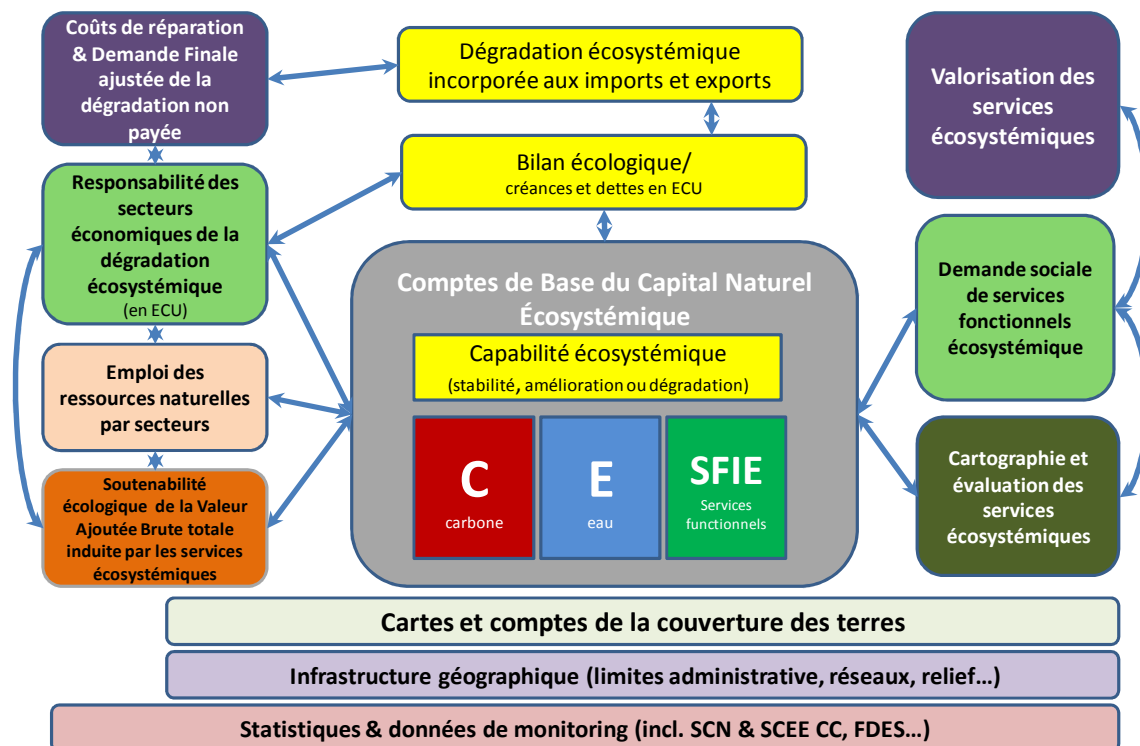 Coûts de réparation
& Demande Finale
ajustée de la
dégradation non
payée
Dégradation écosystémique
incorporée aux imports et exports
Valorisation des
services
écosystémiques
Bilan écologique/
créances et dettes en ECU
Responsabilité des
secteurs
économiques de la
dégradation
écosystémique
(en ECU)
Comptes de Base du Capital Naturel
Écosystémique
Capabilité écosystémique
(stabilité, amélioration ou dégradation)
C
carbone
E
eau
SFIE
Services
functionnels
Demande sociale
de services
fonctionnels
écosystémique
Emploi des
ressources naturelles
par secteurs
Soutenabilité
écologique de la Valeur
Ajoutée Brute totale
induite par les services
écosystémiques
Cartographie et
évaluation des
services
écosystémiques
Cartes et comptes de la couverture des terres
Infrastructure géographique (limites administrative, réseaux, relief…)
Statistiques & données de monitoring (incl. SCN & SCEE CC, FDES…)